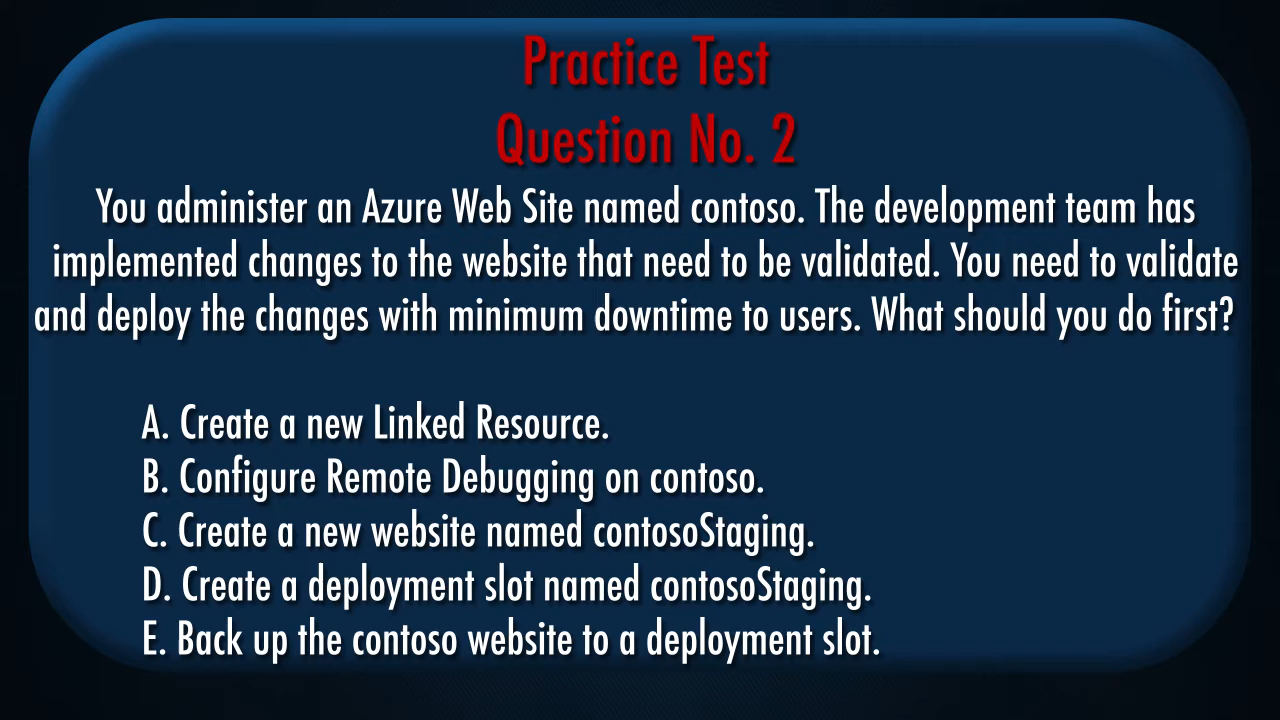 Practice Test
Question No. 2
You administer an Azure Web Site named contoso. The development team has
implemented changes to the website that need to be validated. You need to validate
and deploy the changes with minimum downtime to users. What should you do first?
A. Create a new Linked Resource.
B. Configure Remote Debugging on contoso.
C. Create a new website named contosoStaging.
D. Create a deployment slot named contosoStaging.
E. Back up the contoso website to a deployment slot.